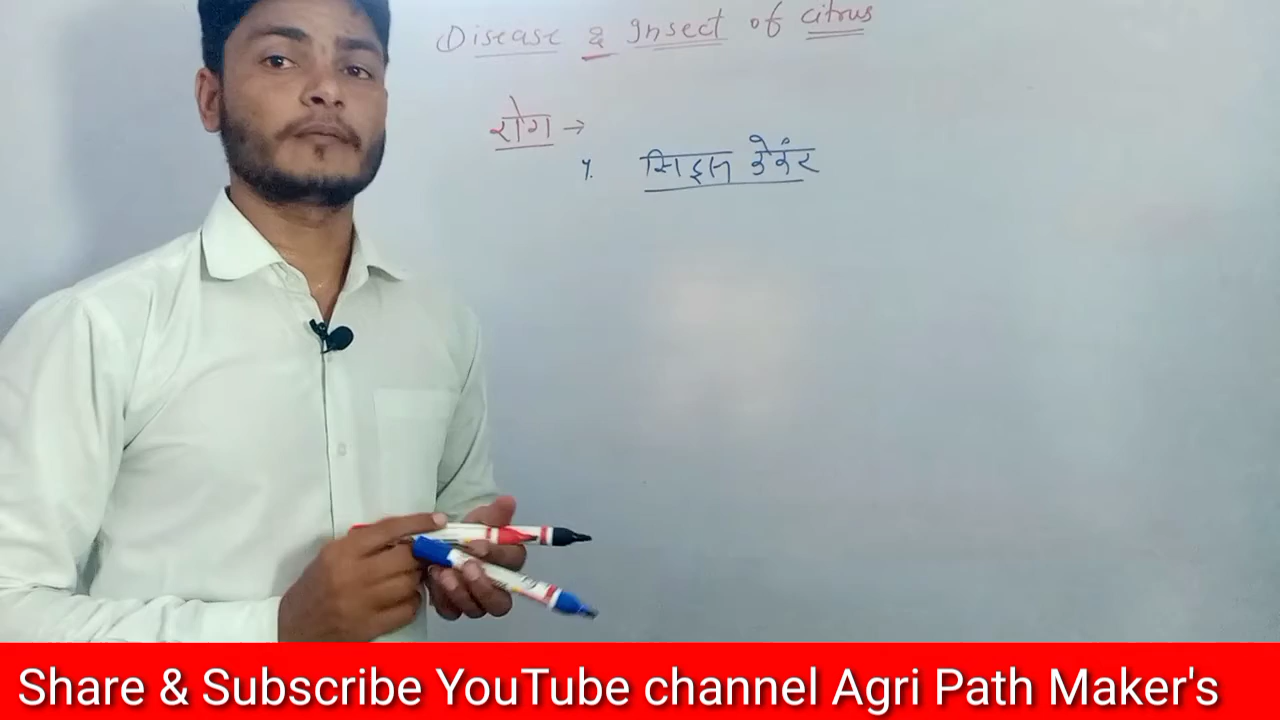 Disease & Insect of citrus
रोग →
1. सिट्रस केंकर
Share & Subscribe YouTube channel Agri Path Maker's